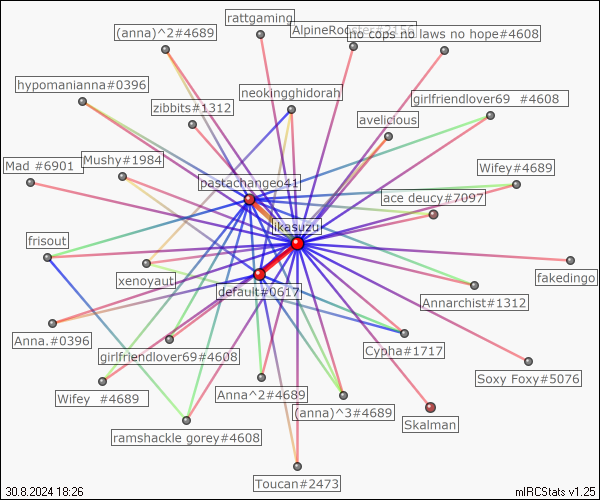 rattgaming
(anna)^2#4689
AlpineRooster#2156
no cops no laws no hope#4608
hypomanianna#0396
neokingghidorah
girlfriendlover69 #4608
zibbits#1312
avelicious
Mad #6901
Mushy#1984
Wifey#4689
pastachangeo41
ace deucy#7097
ikasuzu
frisout
xenoyaut
fakedingo
default#0617
Annarchist#1312
Anna.#0396
girlfriendlover69#4608
Cypha#1717
Soxy Foxy#5076
Wifey #4689
Anna^2#4689
(anna)^3#4689
Skalman
ramshackle gorey#4608
Toucan#2473
30.8.2024 18:26
mIRCStats v1.25